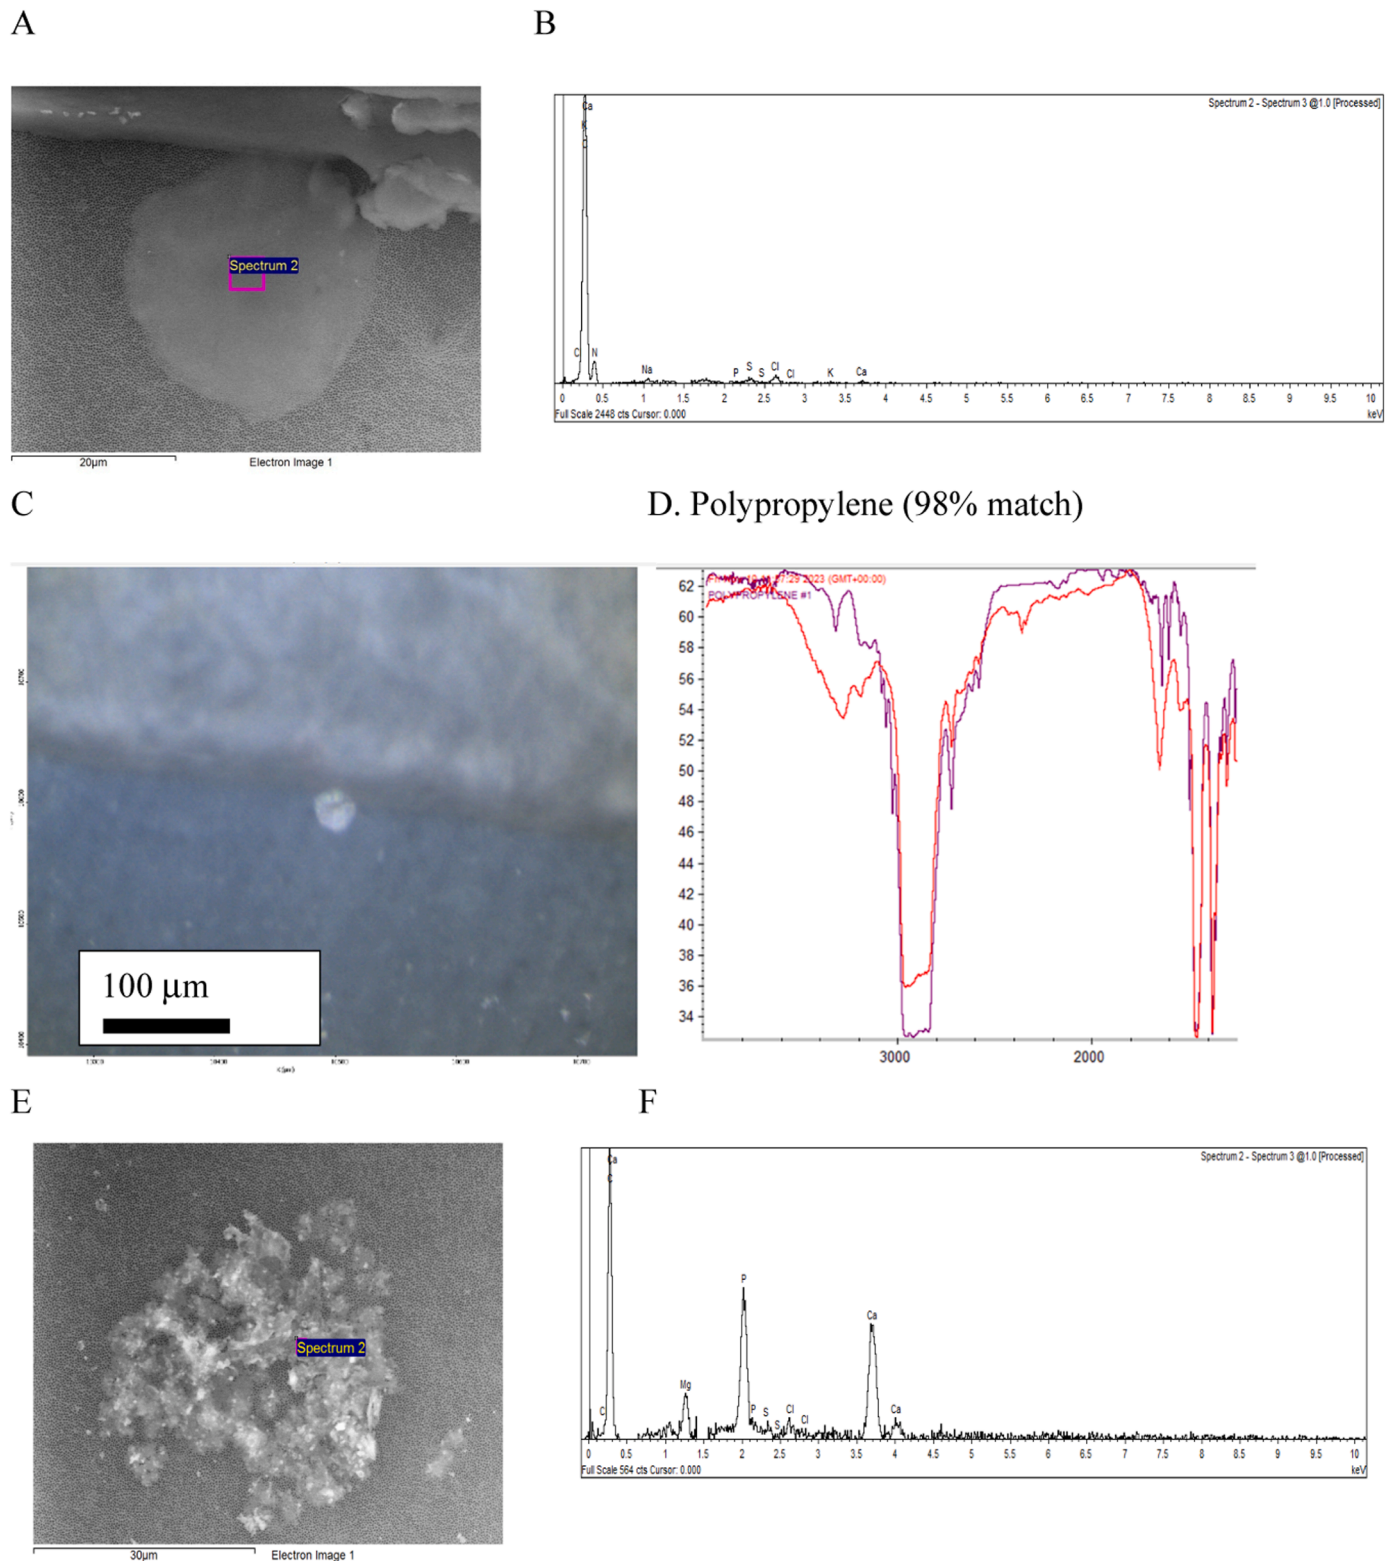 A
B
Spectrum 2
20µm
Electron Image 1
Spectrum 2 - Spectrum 3 @1.0 [Processed]
Ca
K
C
C
N
Na
P
S
S
Cl
Cl
K
Ca
0 0.5 1 1.5 2 2.5 3 3.5 4 4.5 5 5.5 6 6.5 7 7.5 8 8.5 9 9.5 10
Full Scale 2448 cts Cursor: 0.000
keV
C
D. Polypropylene (98% match)
100 µm
2023 (GMT+00:00)
POLYPROPYLENE #1
62
60
58
56
54
52
50
48
46
44
42
40
38
36
34
3000 2000
E
F
Spectrum 2
30µm
Electron Image 1
Spectrum 2 - Spectrum 3 @1.0 [Processed]
Ca
C
C
Mg
P
P
S
S
Cl
Cl
Ca
Ca
0 0.5 1 1.5 2 2.5 3 3.5 4 4.5 5 5.5 6 6.5 7 7.5 8 8.5 9 9.5 10
Full Scale 564 cts Cursor: 0.000
keV